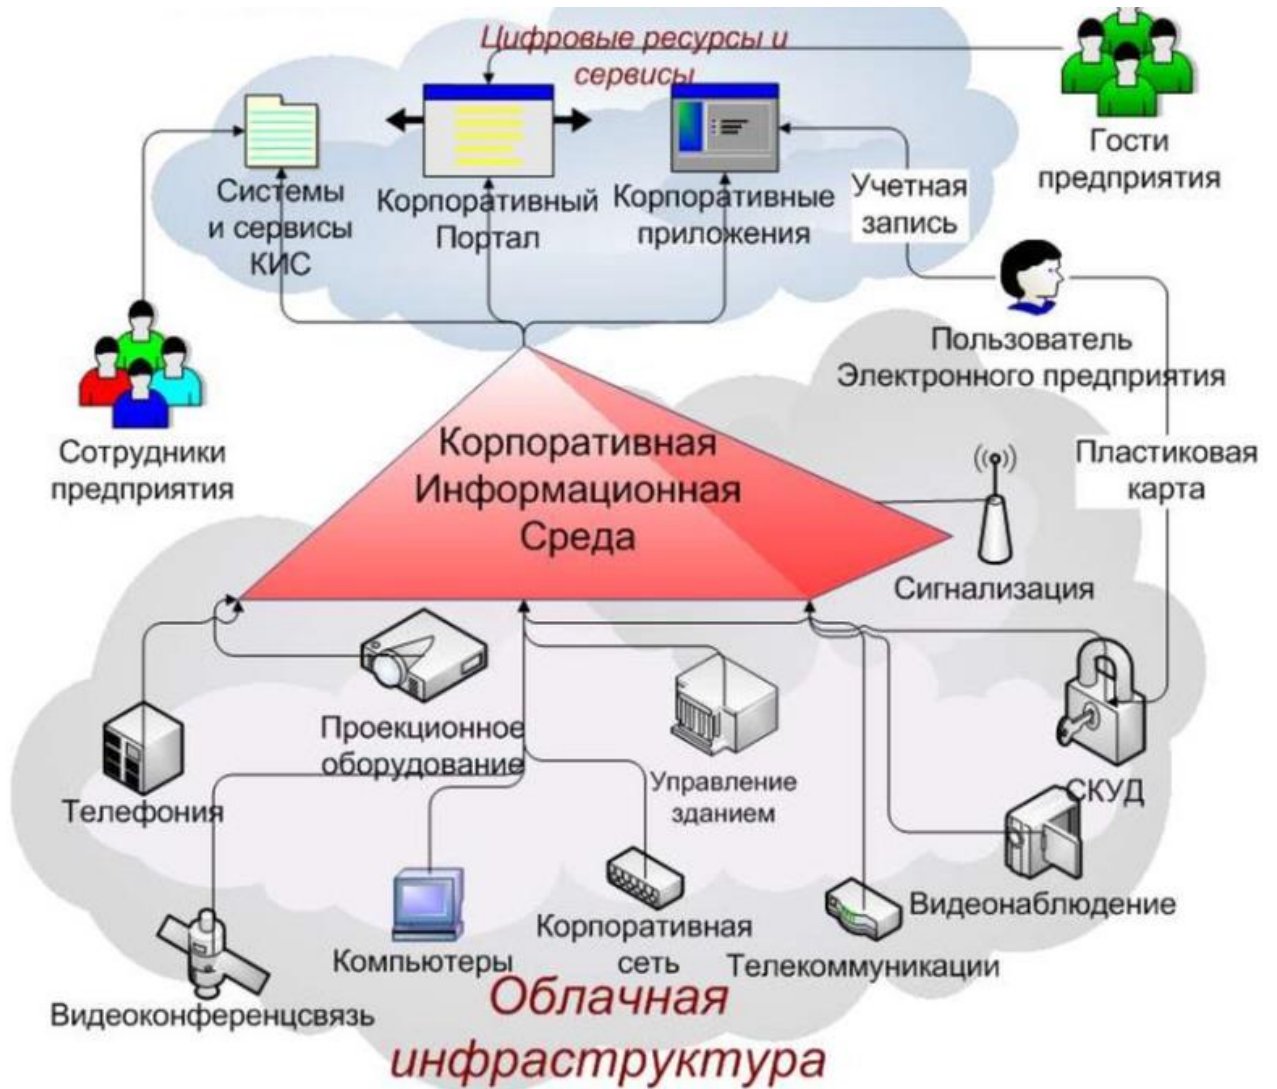 Цифровые ресурсы и
сервисы
Гости
предприятия
Системы
и сервисы
КИС
Корпоративный
Портал
Корпоративные
приложения
Учетная
запись
Пользователь
Электронного предприятия
Сотрудники
предприятия
Корпоративная
Информационная
Среда
Пластиковая
карта
Сигнализация
Проекционное
оборудование
Управление
зданием
СКУД
Телефония
Видеонаблюдение
Корпоративная
сеть
Компьютеры
Телекоммуникации
Видеоконференцсвязь
Облачная
инфраструктура